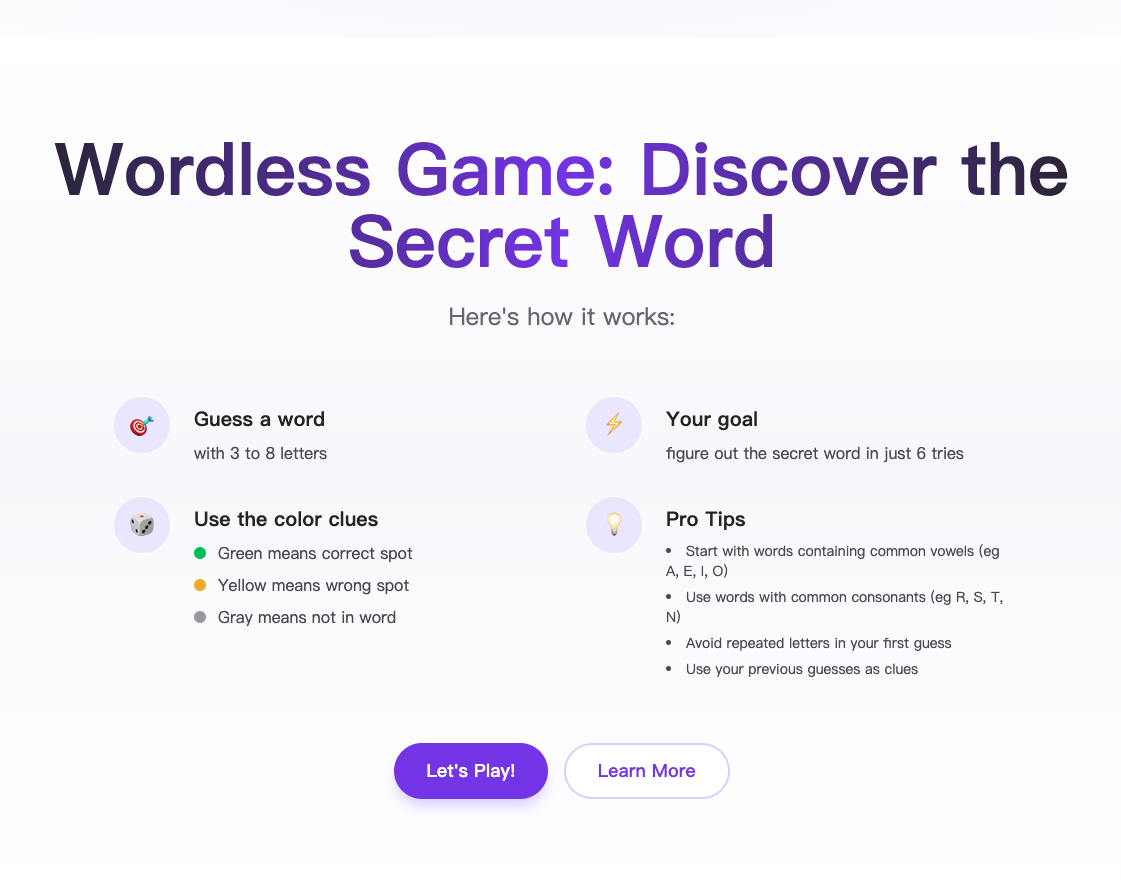 Wordless Game: Discover the
Secret Word
Here's how it works:
Guess a word
with 3 to 8 letters
Your goal
figure out the secret word in just 6 tries
Use the color clues
Green means correct spot
Yellow means wrong spot
Gray means not in word
Pro Tips
• Start with words containing common vowels (eg
A, E, I, O)
• Use words with common consonants (eg R, S, T,
N)
• Avoid repeated letters in your first guess
• Use your previous guesses as clues
Let's Play!
Learn More